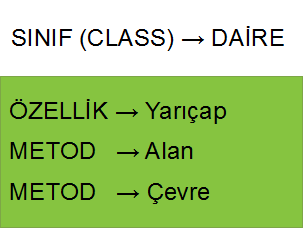 SINIF (CLASS) → DAİRE
ÖZELLİK → Yarıçap
METOD → Alan
METOD → Çevre